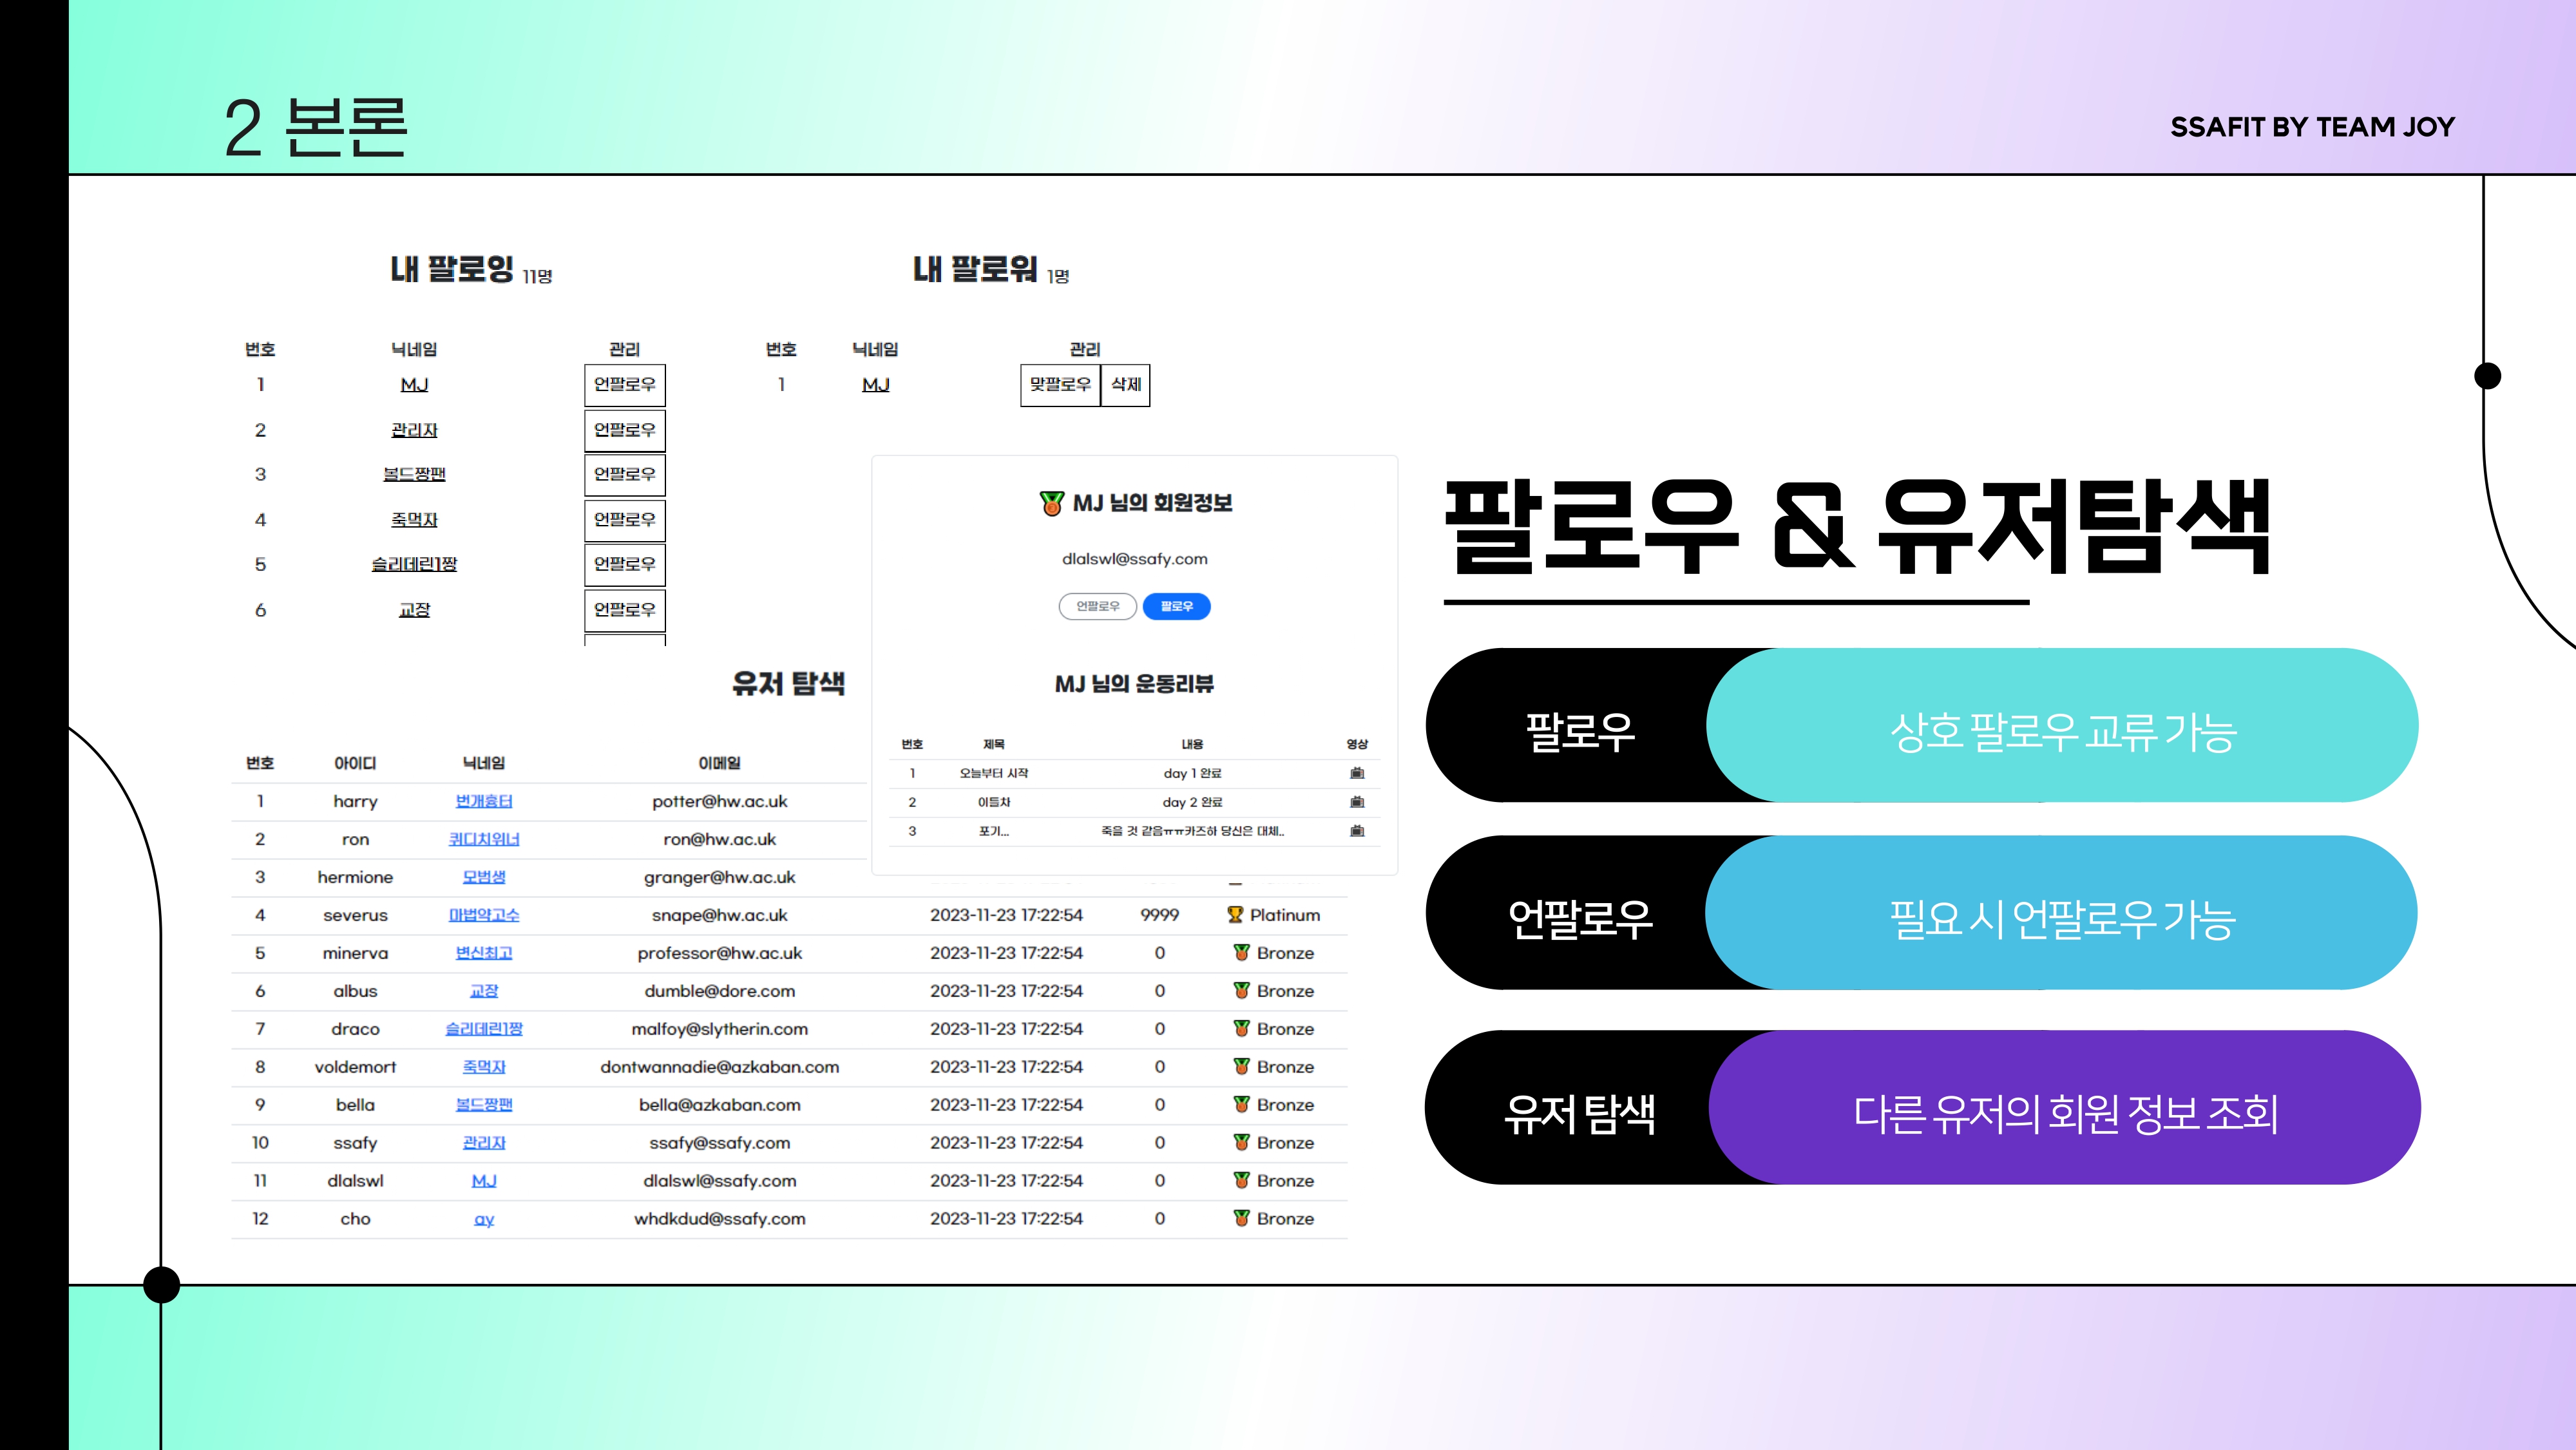 2 본론
SSAFIT BY TEAM JOY
내 팔로잉 11명
번호 닉네임 관리
1 MJ 언팔로우
2 관리자 언팔로우
3 볼드짱팬 언팔로우
4 죽먹자 언팔로우
5 슬리데린1짱 언팔로우
6 교장 언팔로우
내 팔로워 1명
번호 닉네임 관리
1 MJ 맞팔로우 삭제
MJ 님의 회원정보
dlalswl@ssafy.com
언팔로우 팔로우
MJ 님의 운동리뷰
번호 제목 내용 영상
1 오늘부터 시작 day 1 완료
2 이틀차 day 2 완료
3 포기... 죽을 것 같음ㅠㅠ카즈하 당신은 대체..
유저 탐색
번호 아이디 닉네임 이메일
1 harry 번개흉터 potter@hw.ac.uk
2 ron 퀴디치위너 ron@hw.ac.uk
3 hermione 모범생 granger@hw.ac.uk
4 severus 마법약고수 snape@hw.ac.uk 2023-11-23 17:22:54 9999 Platinum
5 minerva 변신최고 professor@hw.ac.uk 2023-11-23 17:22:54 0 Bronze
6 albus 교장 dumble@dore.com 2023-11-23 17:22:54 0 Bronze
7 draco 슬리데린1짱 malfoy@slytherin.com 2023-11-23 17:22:54 0 Bronze
8 voldemort 죽먹자 dontwannadie@azkaban.com 2023-11-23 17:22:54 0 Bronze
9 bella 볼드짱팬 bella@azkaban.com 2023-11-23 17:22:54 0 Bronze
10 ssafy 관리자 ssafy@ssafy.com 2023-11-23 17:22:54 0 Bronze
11 dlalswl MJ dlalswl@ssafy.com 2023-11-23 17:22:54 0 Bronze
12 cho ay whdkdud@ssafy.com 2023-11-23 17:22:54 0 Bronze
팔로우 & 유저탐색
팔로우 상호 팔로우 교류 가능
언팔로우 필요 시 언팔로우 가능
유저 탐색 다른 유저의 회원 정보 조회